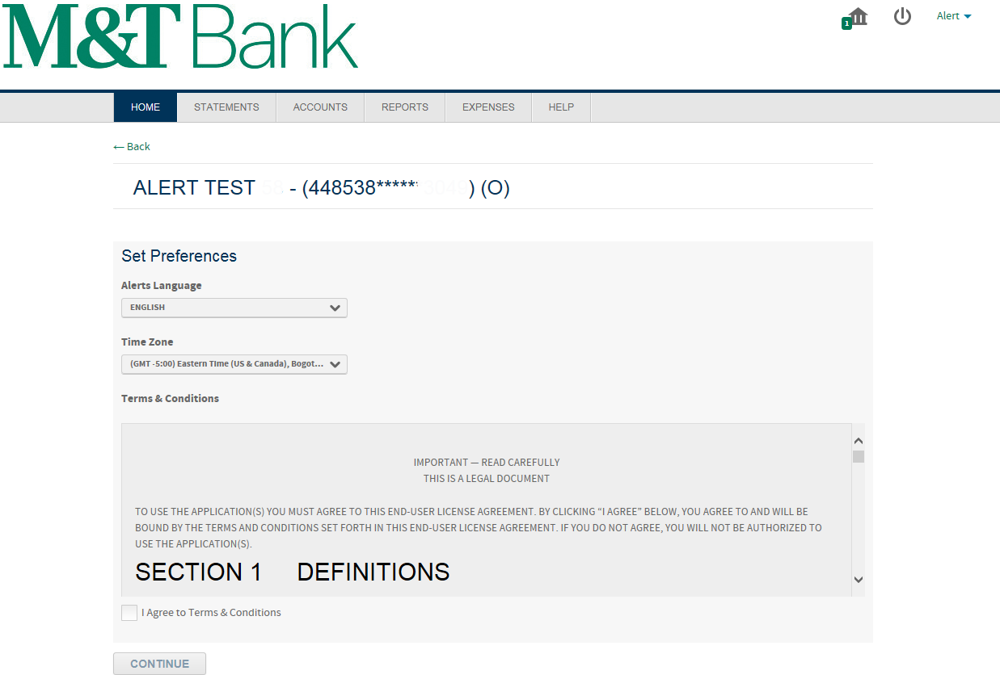 M&T Bank
1
Alert
HOME STATEMENTS ACCOUNTS REPORTS EXPENSES HELP
← Back
ALERT TEST - (448538***** ) (O)
Set Preferences
Alerts Language
ENGLISH
Time Zone
(GMT -5:00) Eastern Time (US & Canada), Bogot...
Terms & Conditions
IMPORTANT — READ CAREFULLY
THIS IS A LEGAL DOCUMENT
TO USE THE APPLICATION(S) YOU MUST AGREE TO THIS END-USER LICENSE AGREEMENT. BY CLICKING “I AGREE” BELOW, YOU AGREE TO AND WILL BE
BOUND BY THE TERMS AND CONDITIONS SET FORTH IN THIS END-USER LICENSE AGREEMENT. IF YOU DO NOT AGREE, YOU WILL NOT BE AUTHORIZED TO
USE THE APPLICATION(S).
SECTION 1 DEFINITIONS
I Agree to Terms & Conditions
CONTINUE